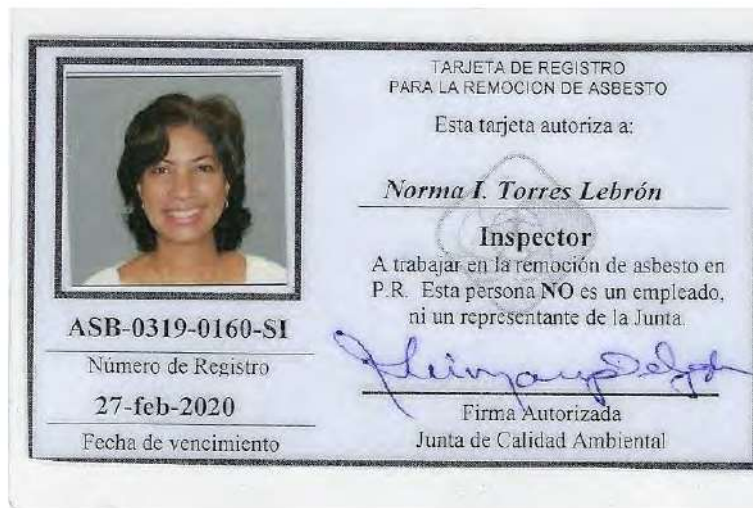 TARJETA DE REGISTRO
PARA LA REMOCION DE ASBESTO
Esta tarjeta autoriza a:
Norma I. Torres Lebrón
Inspector
A trabajar en la remoción de asbesto en
P.R. Esta persona NO es un empleado,
ni un representante de la Junta.
Firma Autorizada
Junta de Calidad Ambiental
ASB-0319-0160-SI
Número de Registro
27-feb-2020
Fecha de vencimiento